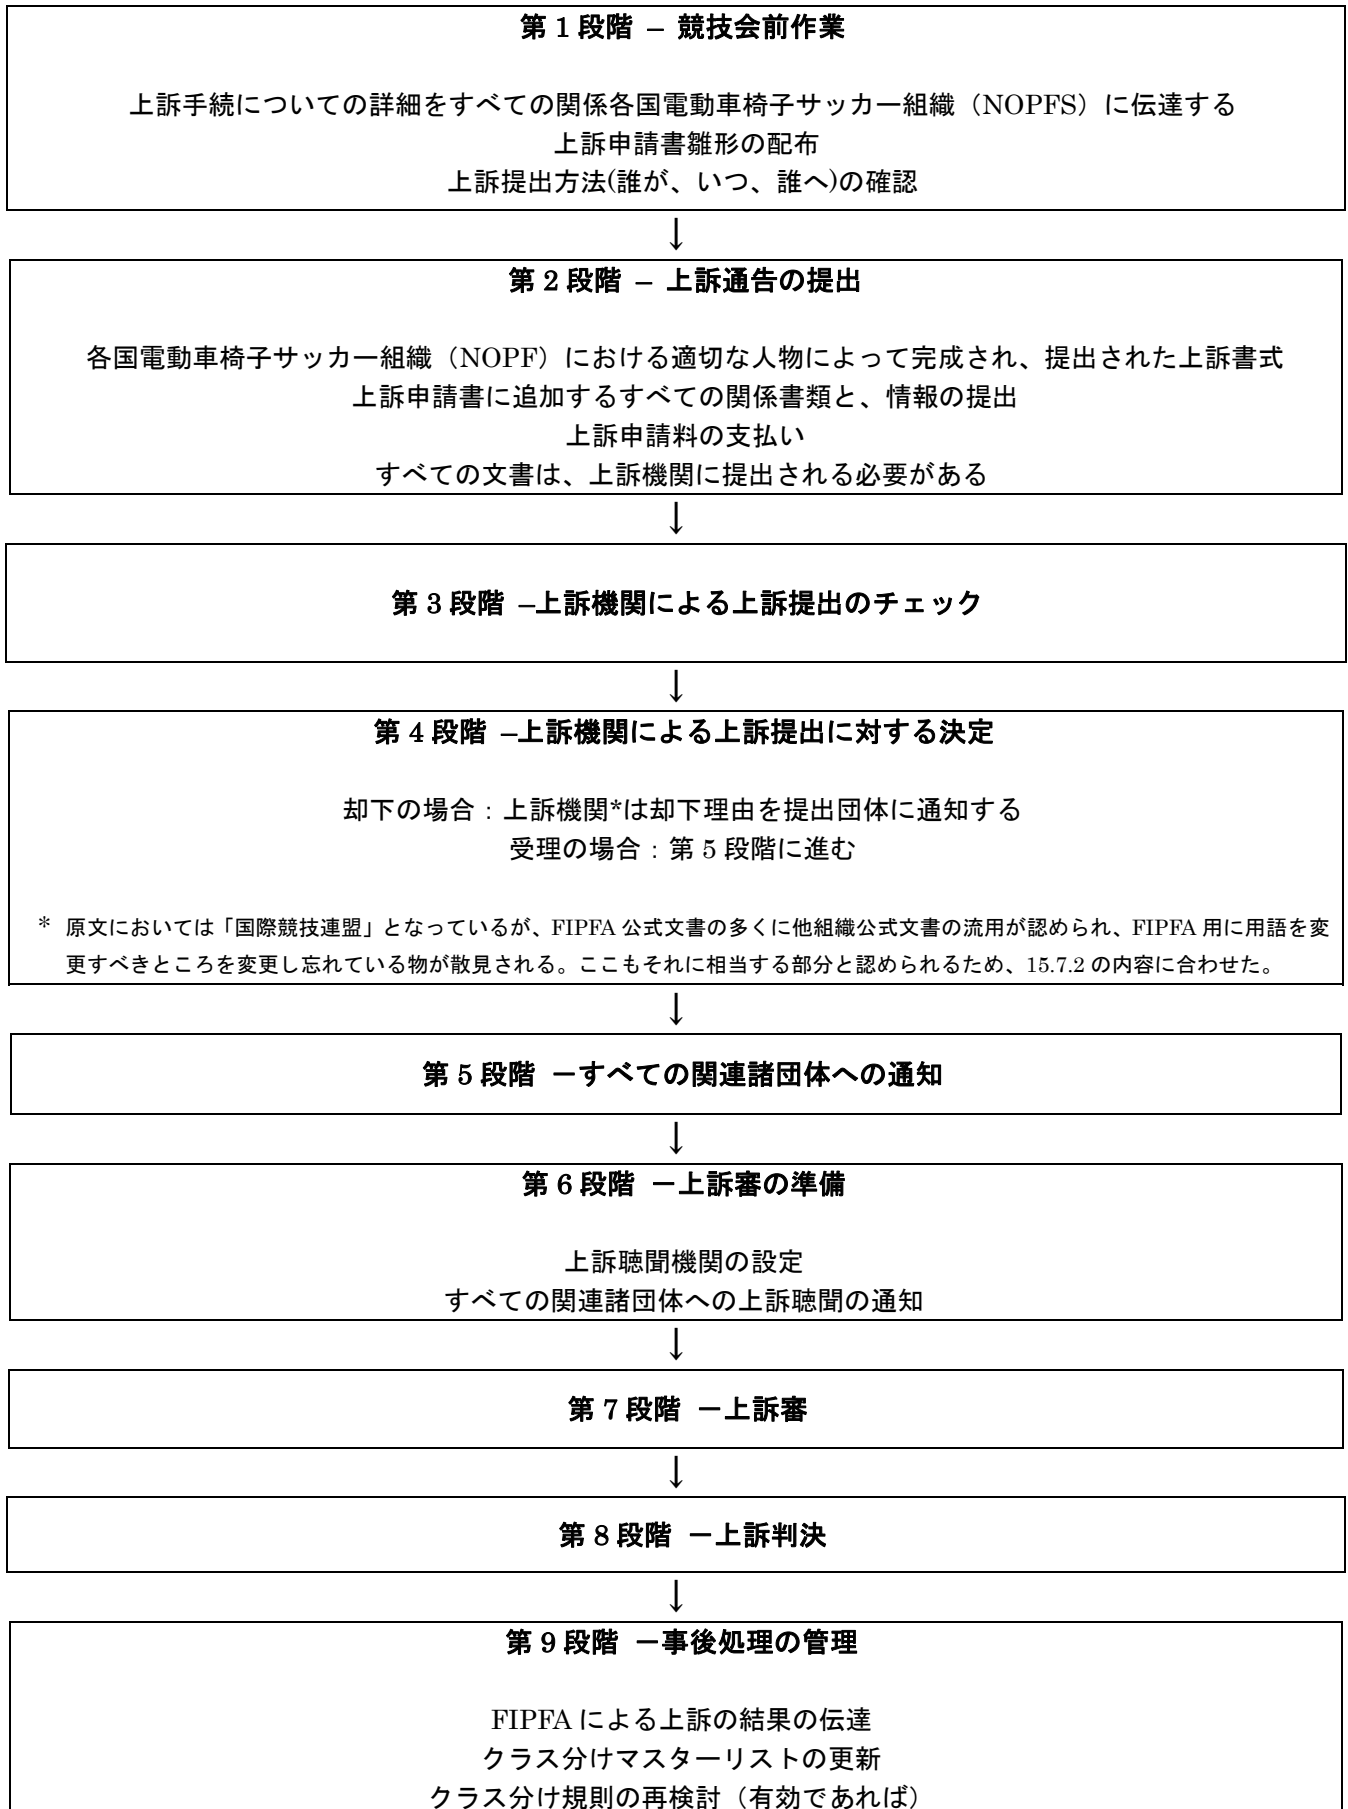 第 1 段階 – 競技会前作業
上訴手続についての詳細をすべての関係各国電動車椅子サッカー組織（NOPFS）に伝達する
上訴申請書雛形の配布
上訴提出方法(誰が、いつ、誰へ)の確認
↓
第 2 段階 – 上訴通告の提出
各国電動車椅子サッカー組織（NOPF）における適切な人物によって完成され、提出された上訴書式
上訴申請書に追加するすべての関係書類と、情報の提出
上訴申請料の支払い
すべての文書は、上訴機関に提出される必要がある
↓
第 3 段階 –上訴機関による上訴提出のチェック
↓
第 4 段階 –上訴機関による上訴提出に対する決定
却下の場合：上訴機関*は却下理由を提出団体に通知する
受理の場合：第 5 段階に進む
* 原文においては「国際競技連盟」となっているが、FIPFA 公式文書の多くに他組織公式文書の流用が認められ、FIPFA 用に用語を変
更すべきところを変更し忘れている物が散見される。ここもそれに相当する部分と認められるため、15.7.2 の内容に合わせた。
↓
第 5 段階 －すべての関連諸団体への通知
↓
第 6 段階 －上訴審の準備
上訴聴聞機関の設定
すべての関連諸団体への上訴聴聞の通知
↓
第 7 段階 －上訴審
↓
第 8 段階 －上訴判決
↓
第 9 段階 －事後処理の管理
FIPFA による上訴の結果の伝達
クラス分けマスターリストの更新
クラス分け規則の再検討（有効であれば）